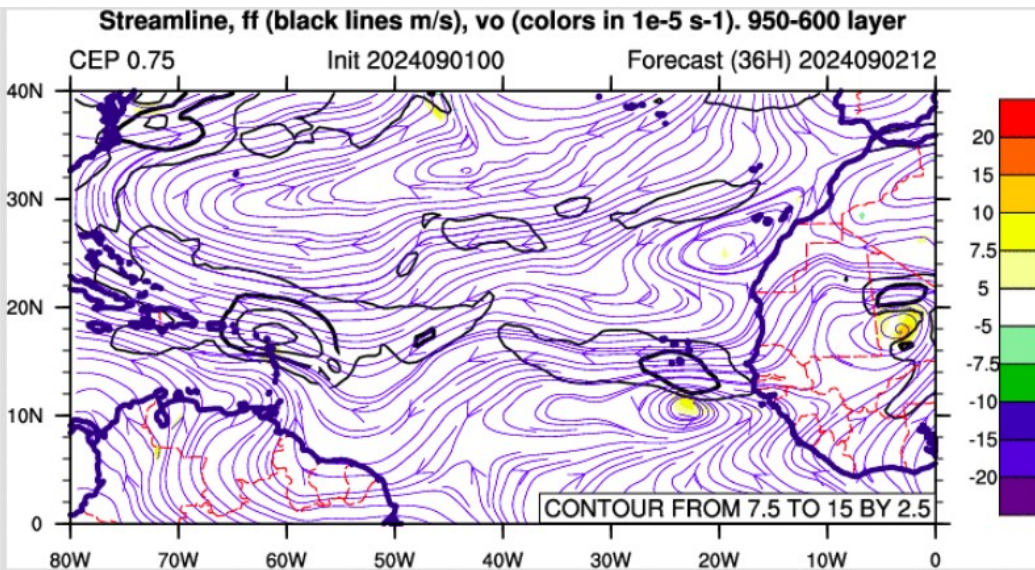 Streamline, ff (black lines m/s), vo (colors in 1e-5 s-1). 950-600 layer
CEP 0.75 Init 2024090100 Forecast (36H) 2024090212
40N
30N
20N
10N
0
80W 70W 60W 50W 40W 30W 20W 10W 0
CONTOUR FROM 7.5 TO 15 BY 2.5
20
15
10
7.5
5
-5
-7.5
-10
-15
-20